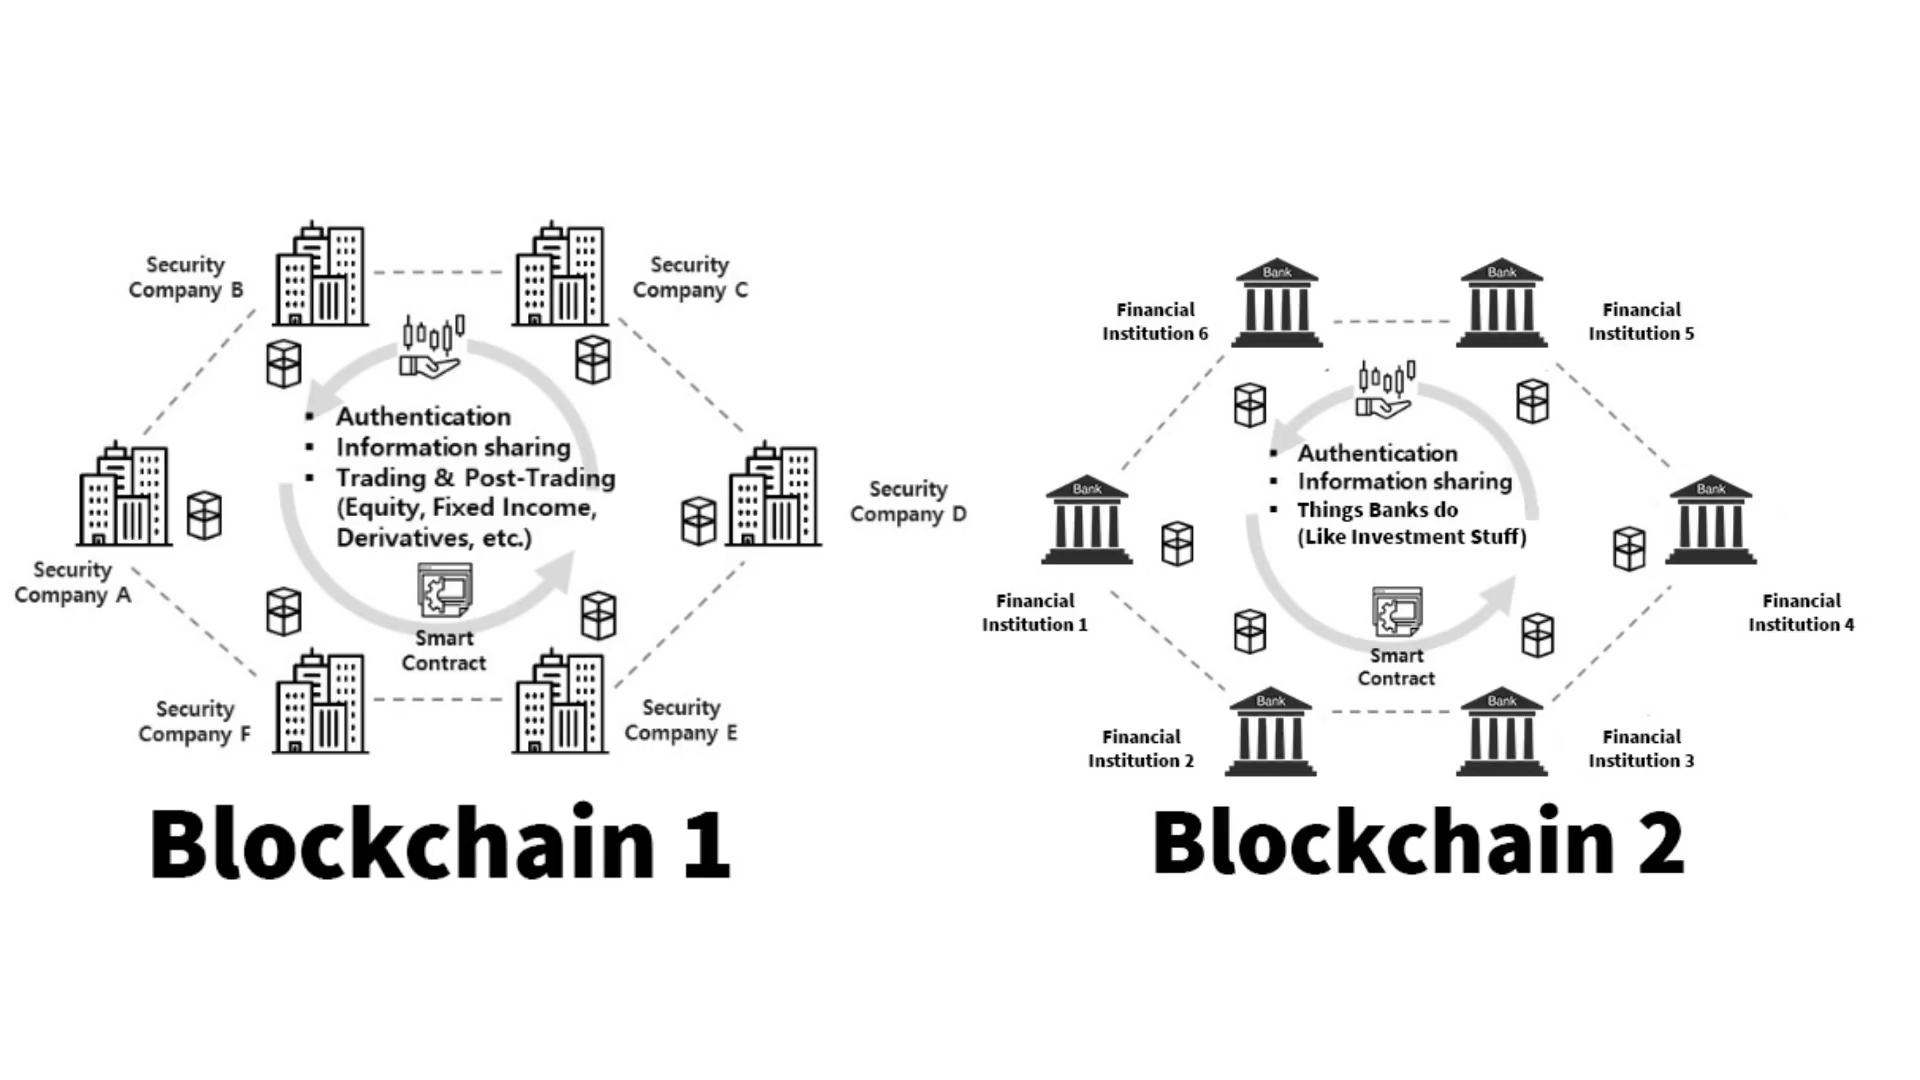 Security
Company B
Security
Company C
Authentication
Information sharing
Trading & Post-Trading
(Equity, Fixed Income,
Derivatives, etc.)
Security
Company A
Security
Company D
Smart
Contract
Security
Company F
Security
Company E
Blockchain 1
Bank
Bank
Financial
Institution 6
Financial
Institution 5
Authentication
Information sharing
Things Banks do
(Like Investment Stuff)
Bank
Bank
Financial
Institution 1
Financial
Institution 4
Smart
Contract
Bank
Bank
Financial
Institution 2
Financial
Institution 3
Blockchain 2